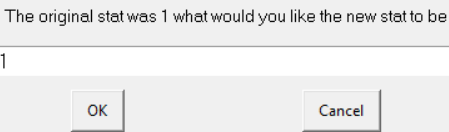 The original stat was 1 what would you like the new stat to be
1
OK Cancel